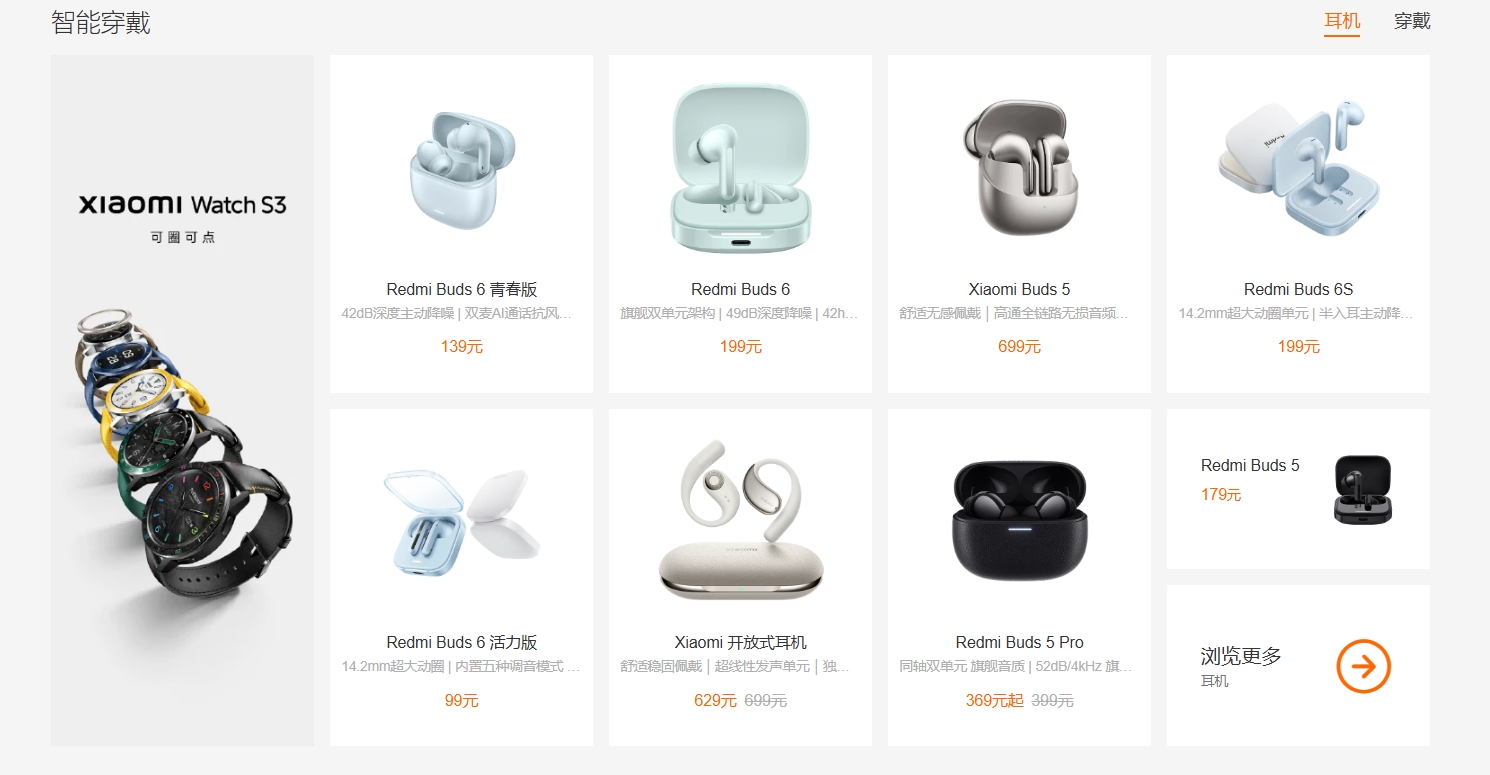 智能穿戴
耳机
穿戴
xiaomi Watch S3
可圈可点
Redmi Buds 6 青春版
42dB深度主动降噪 | 双麦AI通话抗风…
139元
Redmi Buds 6
旗舰双单元架构 | 49dB深度降噪 | 42h…
199元
Xiaomi Buds 5
舒适无感佩戴｜高通全链路无损音频…
699元
Redmi Buds 6S
14.2mm超大动圈单元 | 半入耳主动降…
199元
Redmi Buds 6 活力版
14.2mm超大动圈 | 内置五种调音模式 …
99元
xiaomi
Xiaomi 开放式耳机
舒适稳固佩戴｜超线性发声单元｜独…
629元 699元
Redmi Buds 5 Pro
同轴双单元 旗舰音质 | 52dB/4kHz 旗…
369元起 399元
Redmi Buds 5
179元
浏览更多
耳机